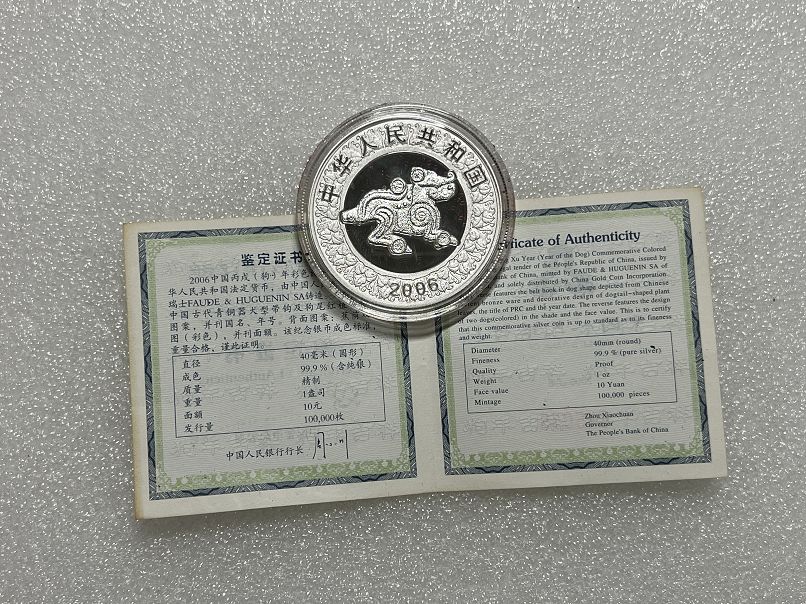 中华人民共和国
2006
鉴定证书
2006中国丙戌(狗)年彩色
华人民共和国法定货币,由中国人
瑞士FAUDE & HUGUENIN SA铸造
中国古代青铜器大型带钩及狗尾
图案,并刊国名、年号。背面图案:
图(彩色),并刊面额。该纪念银币成色标准,
重量合格,谨此证明。
直径 40毫米(圆形)
成色 99.9%(含纯银)
质量 精制
重量 1盎司
面额 10元
发行量 100,000枚
中国人民银行行长
ificate of Authenticity
Xu Year (Year of the Dog) Commemorative Colored
gal tender of the People's Republic of China, issued by
ank of China, minted by FAUDE & HUGUENIN SA of
and solely distributed by China Gold Coin Incorporation.
features the belt hook in dog shape depicted from Chinese
bronze ware and decorative design of dogtail-shaped plant
leaves, the title of PRC and the year date. The reverse features the design
of two dogs(colored) in the shade and the face value. This is to certify
that this commemorative silver coin is up to standard as to its fineness
and weight.
Diameter 40mm (round)
Fineness 99.9 % (pure silver)
Quality Proof
Weight 1 oz
Face value 10 Yuan
Mintage 100,000 pieces
Zhou Xiaochuan
Governor
The People's Bank of China